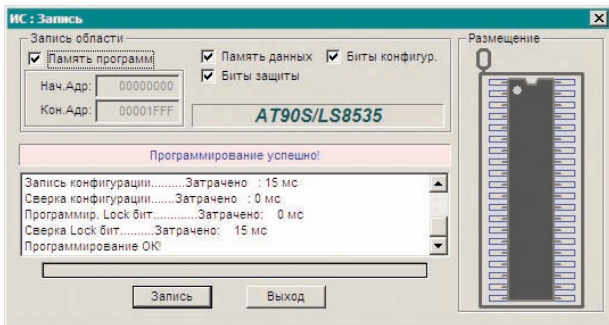 ИС : Запись
Запись области
Размещение
Память программ
Память данных
Биты конфигур.
Биты защиты
Нач.Адр: 00000000
Кон.Адр: 00001FFF
AT90S/LS8535
Программирование успешно!
Запись конфигурации.........Затрачено : 15 мс
Сверка конфигурации.......Затрачено : 0 мс
Программир. Lock бит.............Затрачено: 0 мс
Сверка Lock бит.........Затрачено: 15 мс
Программирование OK!
Запись
Выход